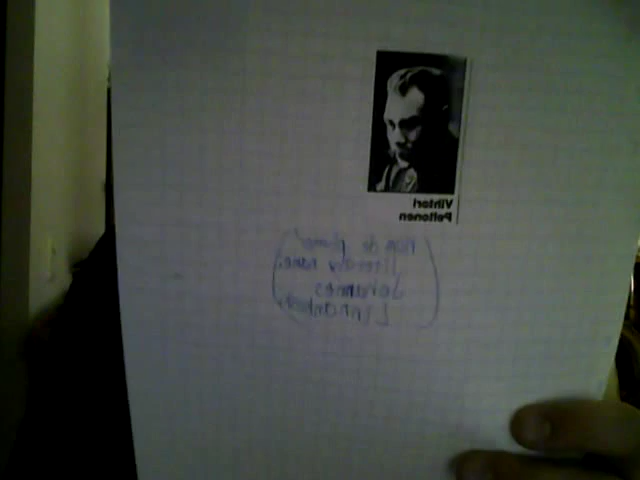 Vihtori
Peltonen
(Nom de plume/
literary name:
Johannes
Linnankoski)